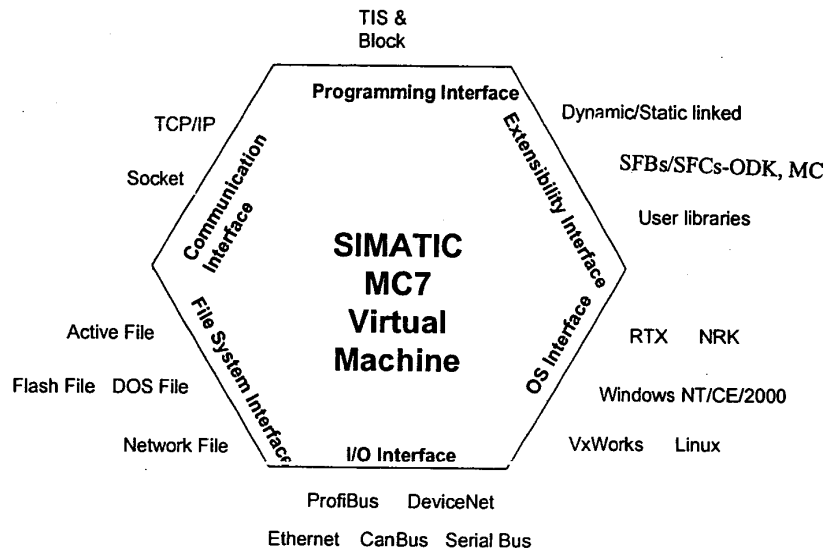 TIS &
Block
Programming Interface
TCP/IP
Socket
Communication
Interface
Dynamic/Static linked
SFBs/SFCs-ODK, MC
User libraries
Extensibility Interface
SIMATIC
MC7
Virtual
Machine
Active File
Flash File DOS File
Network File
File System Interface
OS Interface
RTX NRK
Windows NT/CE/2000
VxWorks Linux
I/O Interface
ProfiBus DeviceNet
Ethernet CanBus Serial Bus